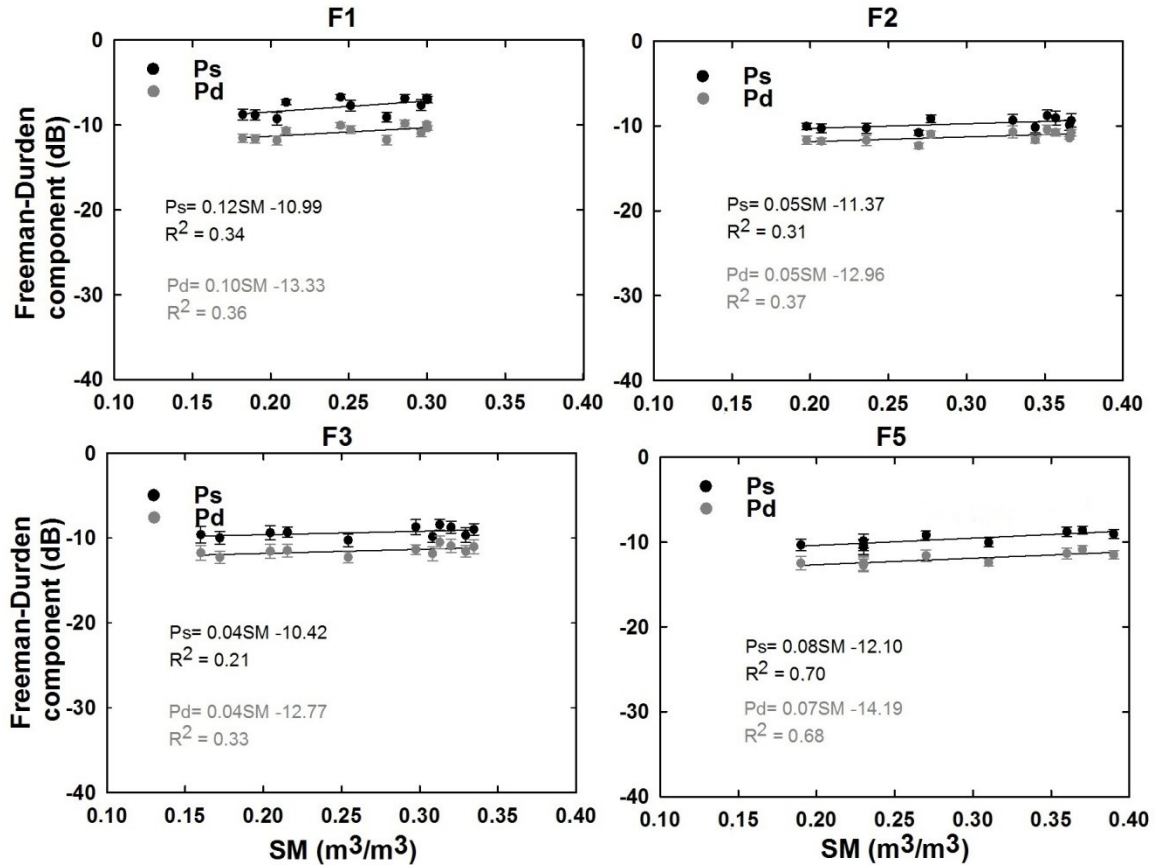 F1
Freeman-Durden
component (dB)
0
-10
-20
-30
-40
Ps
Pd
Ps= 0.12SM -10.99
R² = 0.34
Pd= 0.10SM -13.33
R² = 0.36
0.10 0.20 0.25 0.30 0.35 0.40
F2
0
-10
-20
-30
-40
Ps
Pd
Ps= 0.05SM -11.37
R² = 0.31
Pd= 0.05SM -12.96
R² = 0.37
0.10 0.15 0.20 0.25 0.30 0.35 0.40
F3
Freeman-Durden
component (dB)
0
-10
-20
-30
-40
Ps
Pd
Ps= 0.04SM -10.42
R² = 0.21
Pd= 0.04SM -12.77
R² = 0.33
0.10 0.15 0.20 0.25 0.30 0.35 0.40
SM (m³/m³)
F5
0
-10
-20
-30
-40
Ps
Pd
Ps= 0.08SM -12.10
R² = 0.70
Pd= 0.07SM -14.19
R² = 0.68
0.10 0.15 0.20 0.25 0.30 0.35 0.40
SM (m³/m³)